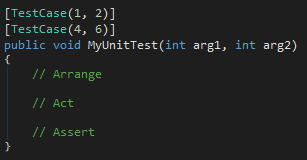 [TestCase(1, 2)]
[TestCase(4, 6)]
public void MyUnitTest(int arg1, int arg2)
{
    // Arrange
    // Act
    // Assert
}